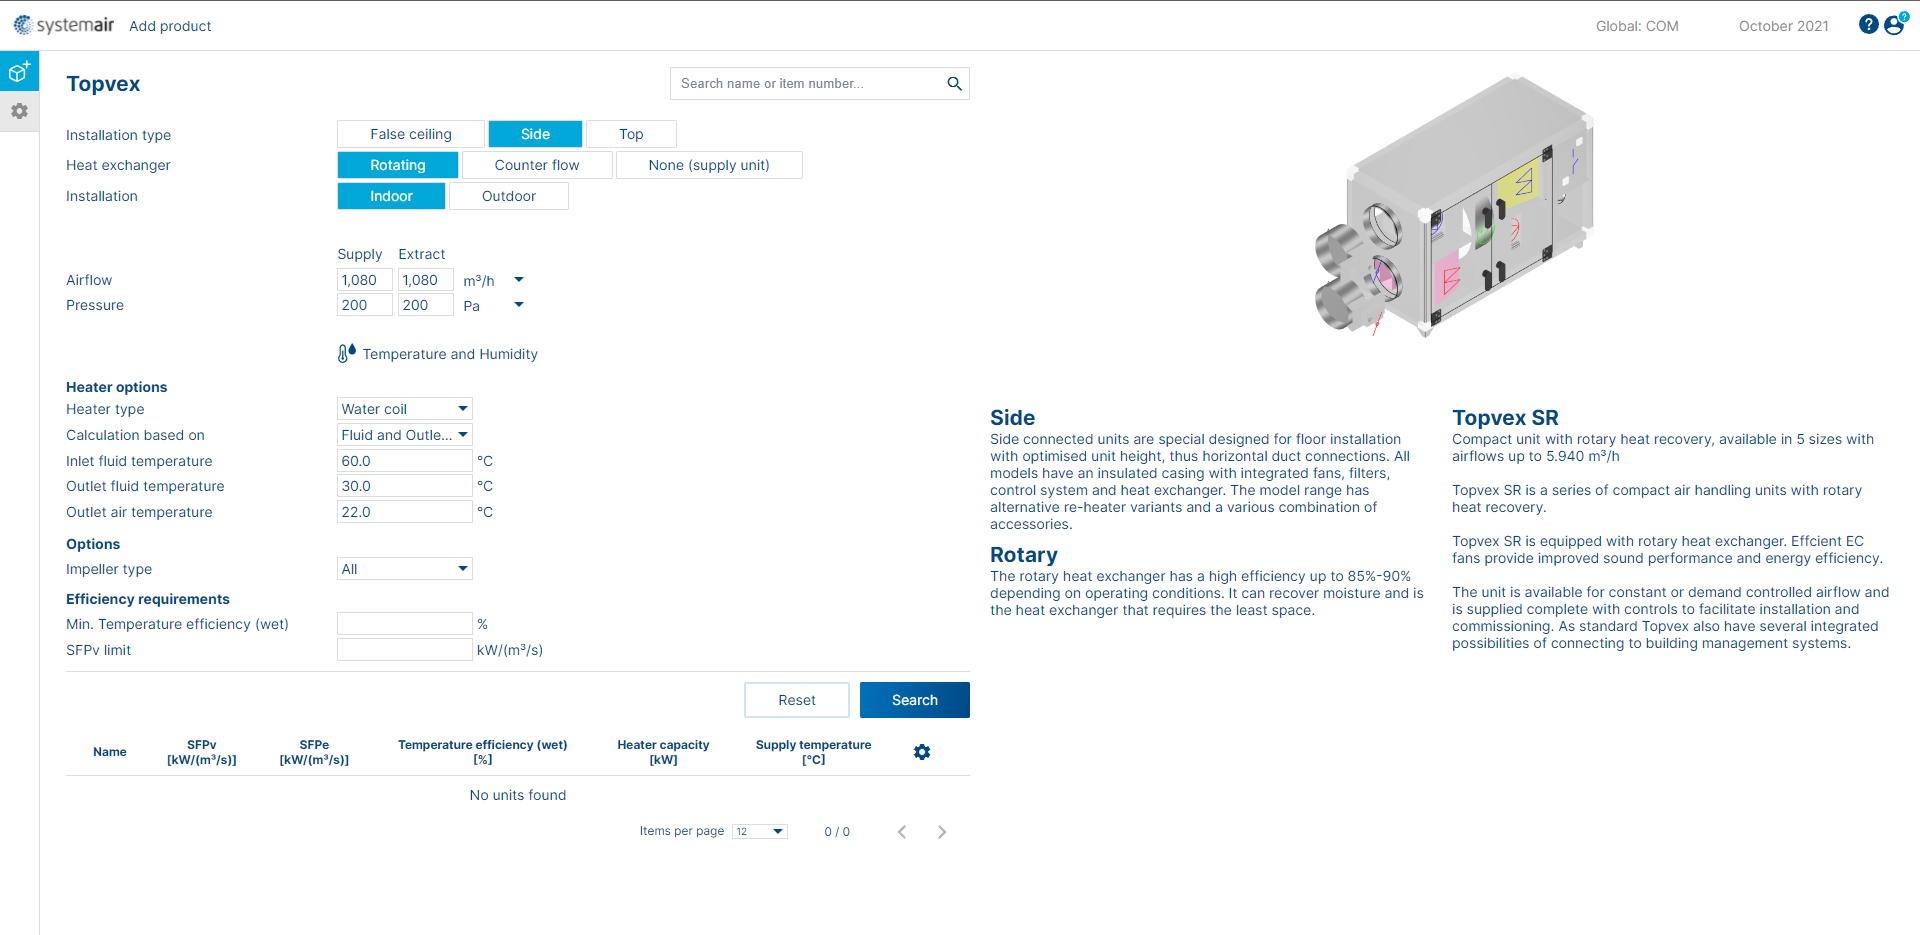 systemair Add product Global: COM October 2021 ? ?
Topvex Search name or item number...
Installation type False ceiling Side Top
Heat exchanger Rotating Counter flow None (supply unit)
Installation Indoor Outdoor
Supply Extract
Airflow 1,080 1,080 m³/h
Pressure 200 200 Pa
Temperature and Humidity
Heater options
Heater type Water coil
Calculation based on Fluid and Outle...
Inlet fluid temperature 60.0 °C
Outlet fluid temperature 30.0 °C
Outlet air temperature 22.0 °C
Options
Impeller type All
Efficiency requirements
Min. Temperature efficiency (wet) %
SFPv limit kW/(m³/s)
Reset Search
Name SFPv SFPe Temperature efficiency (wet) Heater capacity Supply temperature
[kW/(m³/s)] [kW/(m³/s)] [%] [kW] [°C]
No units found
Items per page 12 0 / 0
Side
Side connected units are special designed for floor installation
with optimised unit height, thus horizontal duct connections. All
models have an insulated casing with integrated fans, filters,
control system and heat exchanger. The model range has
alternative re-heater variants and a various combination of
accessories.
Rotary
The rotary heat exchanger has a high efficiency up to 85%-90%
depending on operating conditions. It can recover moisture and is
the heat exchanger that requires the least space.
Topvex SR
Compact unit with rotary heat recovery, available in 5 sizes with
airflows up to 5.940 m³/h
Topvex SR is a series of compact air handling units with rotary
heat recovery.
Topvex SR is equipped with rotary heat exchanger. Effcient EC
fans provide improved sound performance and energy efficiency.
The unit is available for constant or demand controlled airflow and
is supplied complete with controls to facilitate installation and
commissioning. As standard Topvex also have several integrated
possibilities of connecting to building management systems.